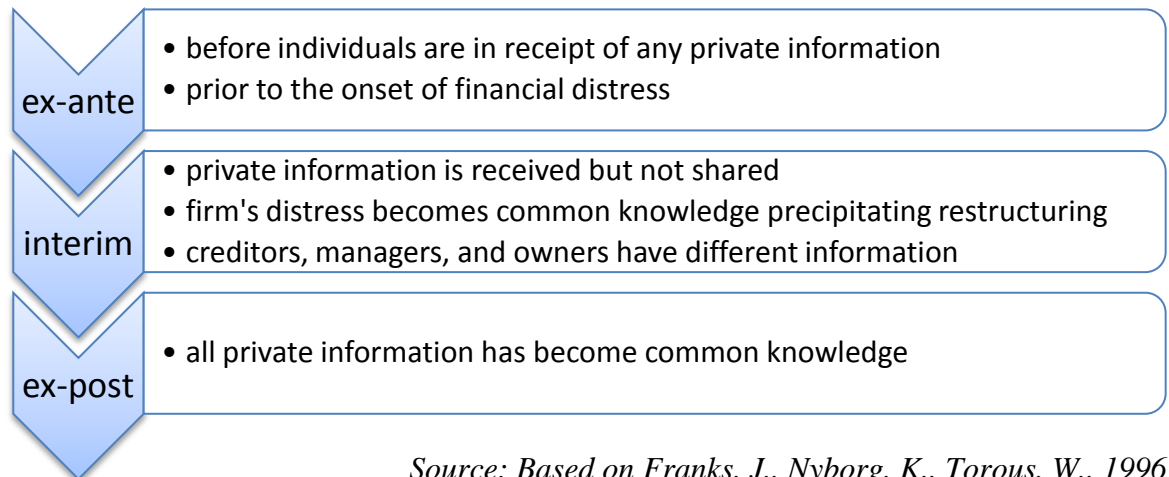 ex-ante
• before individuals are in receipt of any private information
• prior to the onset of financial distress
interim
• private information is received but not shared
• firm's distress becomes common knowledge precipitating restructuring
• creditors, managers, and owners have different information
ex-post
• all private information has become common knowledge
Source: Based on Franks, J., Nyborg, K., Torous, W., 1996